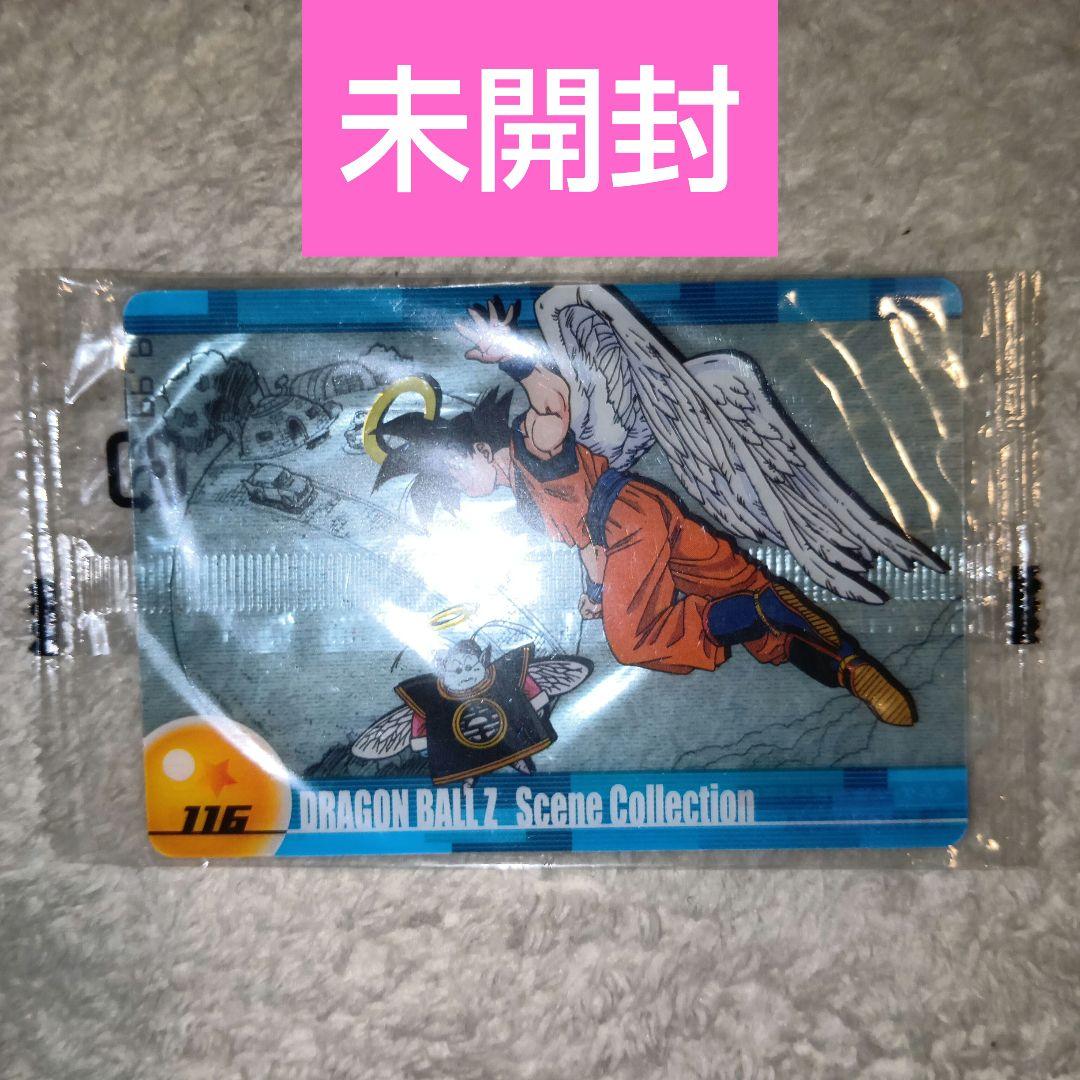 未開封
116
DRAGON BALL Z Scene Collection